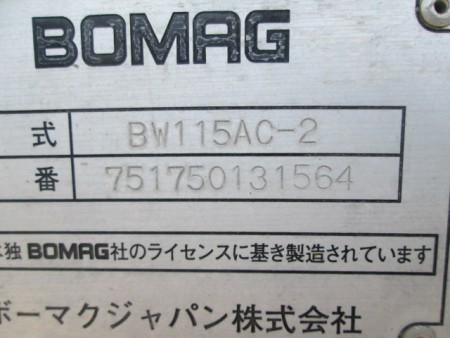 BOMAG
式 BW115AC-2
番 751750131564
独BOMAG社のライセンスに基き製造されています
ボーマクジャパン株式会社